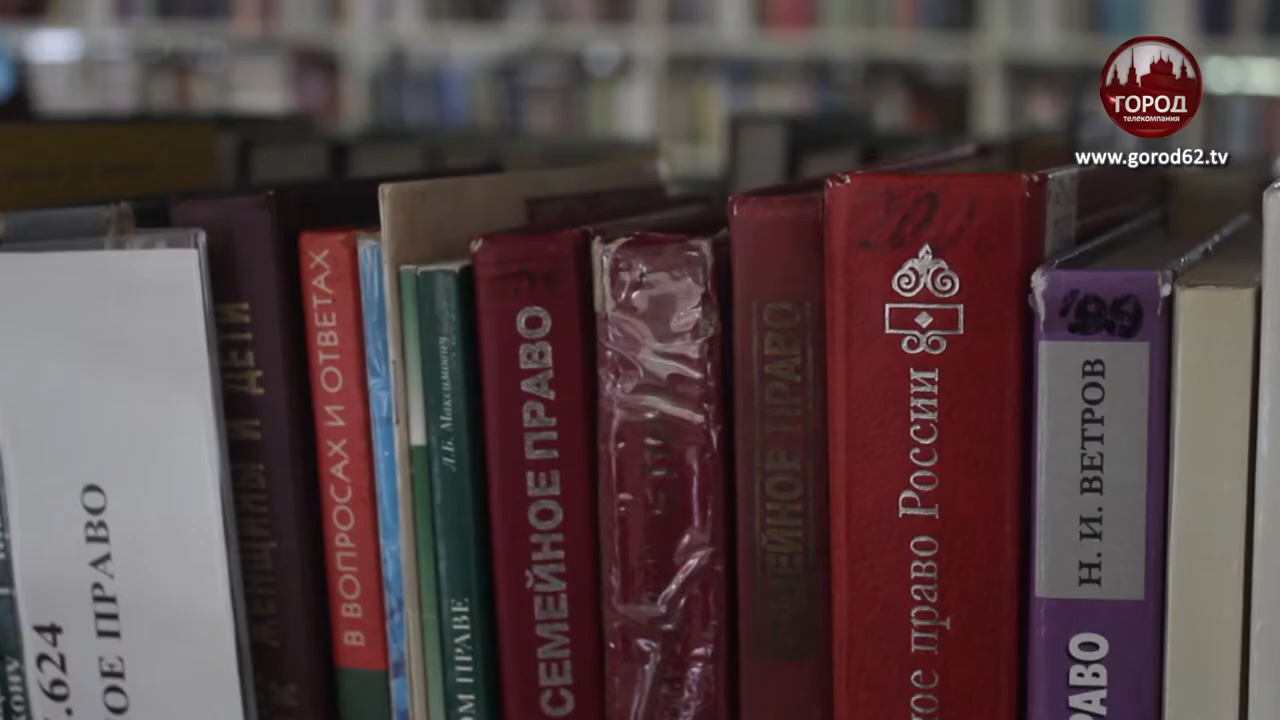 ГОРОД
телекомпания
www.gorod62.tv
.624
ОЕ ПРАВО
ЖЕНЩИНЫ И ДЕТИ
В ВОПРОСАХ И ОТВЕТАХ
Л.Б. Максимович
ОМ ПРАВЕ
СЕМЕЙНОЕ ПРАВО
ЕЙНОЕ ПРАВО
ное право России
'99
Н. И. ВЕТРОВ
РАВО